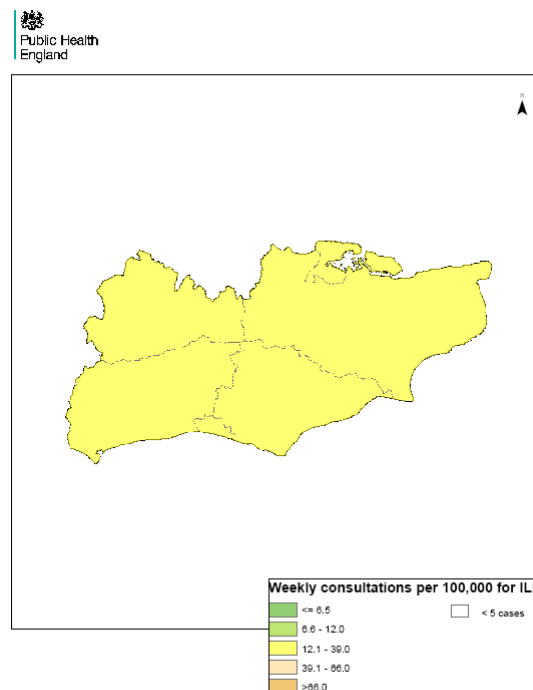 Public Health
England
N
Weekly consultations per 100,000 for IL
<= 6.5
< 5 cases
6.6 - 12.0
12.1 - 39.0
39.1 - 66.0
>66.0